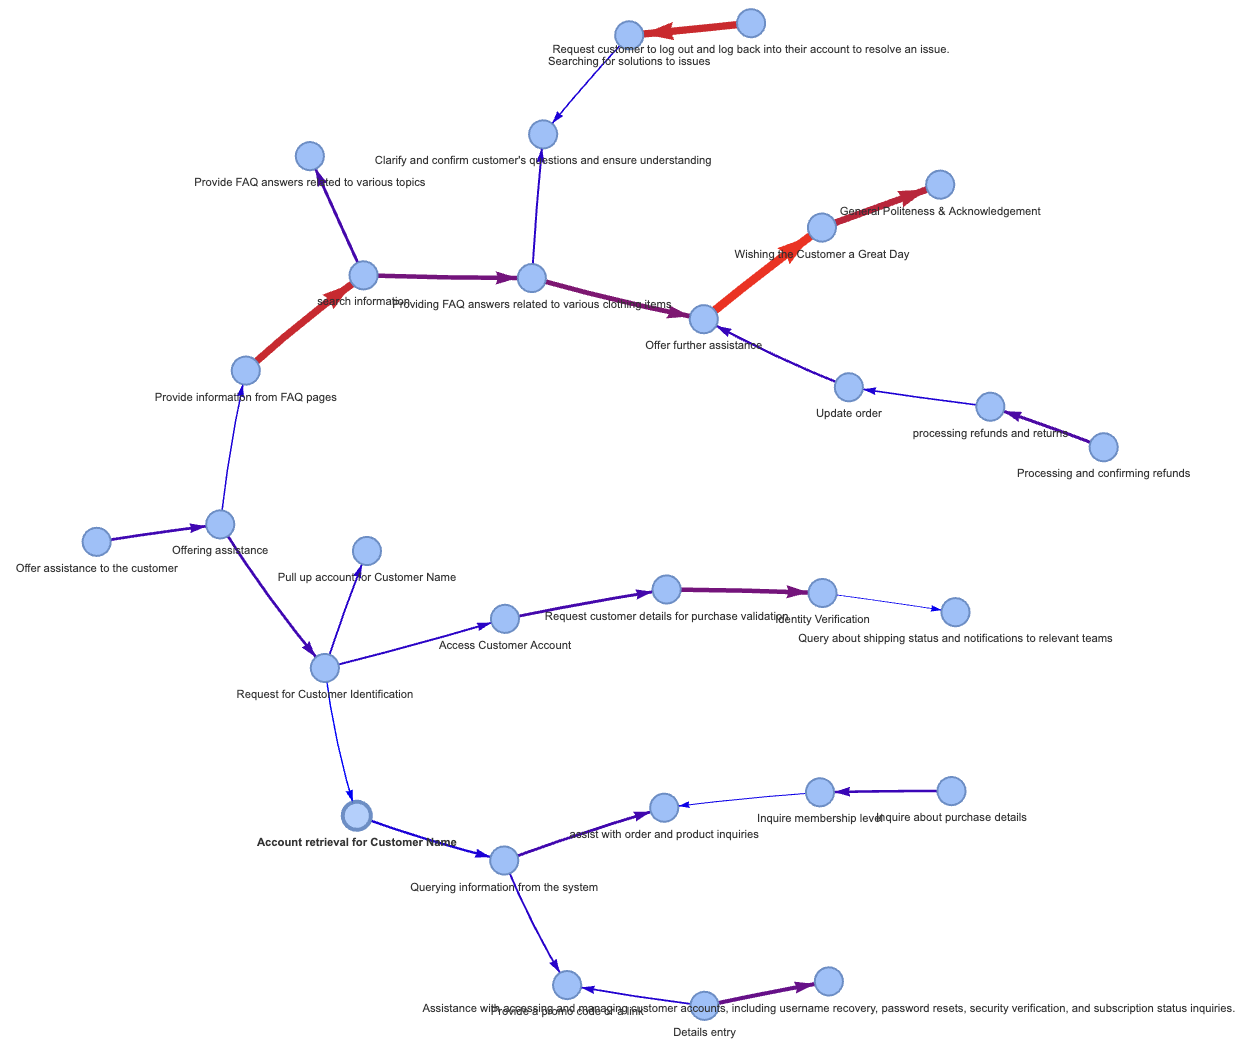 Request customer to log out and log back into their account to resolve an issue.
Searching for solutions to issues
Clarify and confirm customer's questions and ensure understanding
Provide FAQ answers related to various topics
General Politeness & Acknowledgement
Wishing the Customer a Great Day
search information
Providing FAQ answers related to various clothing items
Offer further assistance
Provide information from FAQ pages
Update order
processing refunds and returns
Processing and confirming refunds
Offering assistance
Offer assistance to the customer
Pull up account for Customer Name
Request customer details for purchase validation
Identity Verification
Query about shipping status and notifications to relevant teams
Access Customer Account
Request for Customer Identification
Inquire membership level
Inquire about purchase details
assist with order and product inquiries
Account retrieval for Customer Name
Querying information from the system
Assistance with accessing and managing customer accounts, including username recovery, password resets, security verification, and subscription status inquiries.
Provide a promo code or a link
Details entry